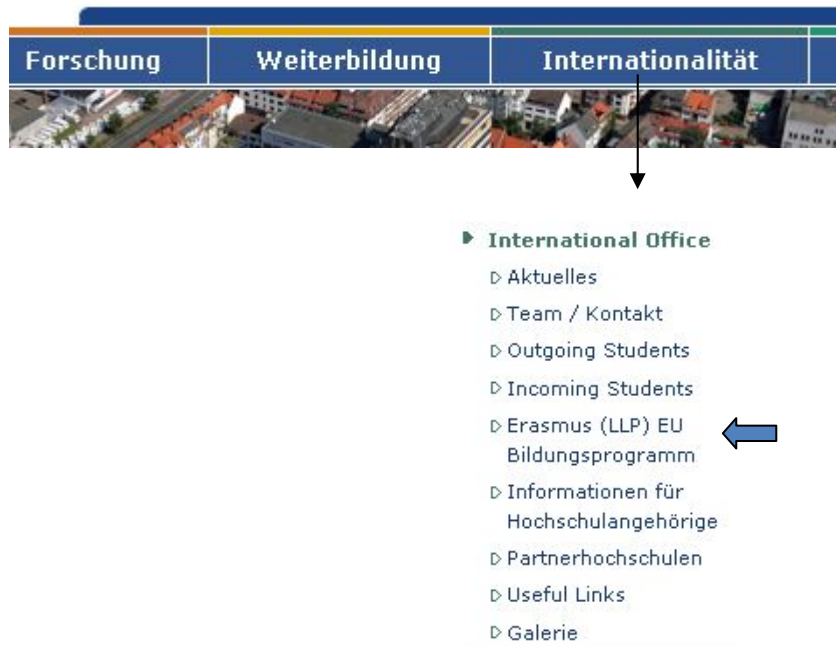 Forschung Weiterbildung Internationalität
International Office
Aktuelles
Team / Kontakt
Outgoing Students
Incoming Students
Erasmus (LLP) EU
Bildungsprogramm
Informationen für
Hochschulangehörige
Partnerhochschulen
Useful Links
Galerie